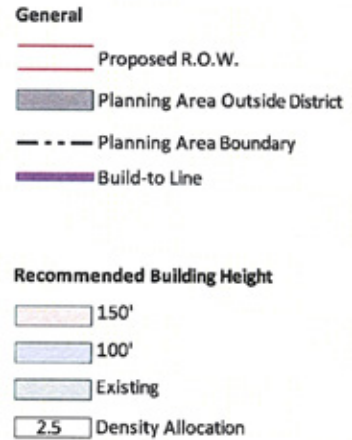 General
Proposed R.O.W.
Planning Area Outside District
Planning Area Boundary
Build-to Line
Recommended Building Height
150'
100'
Existing
2.5 Density Allocation